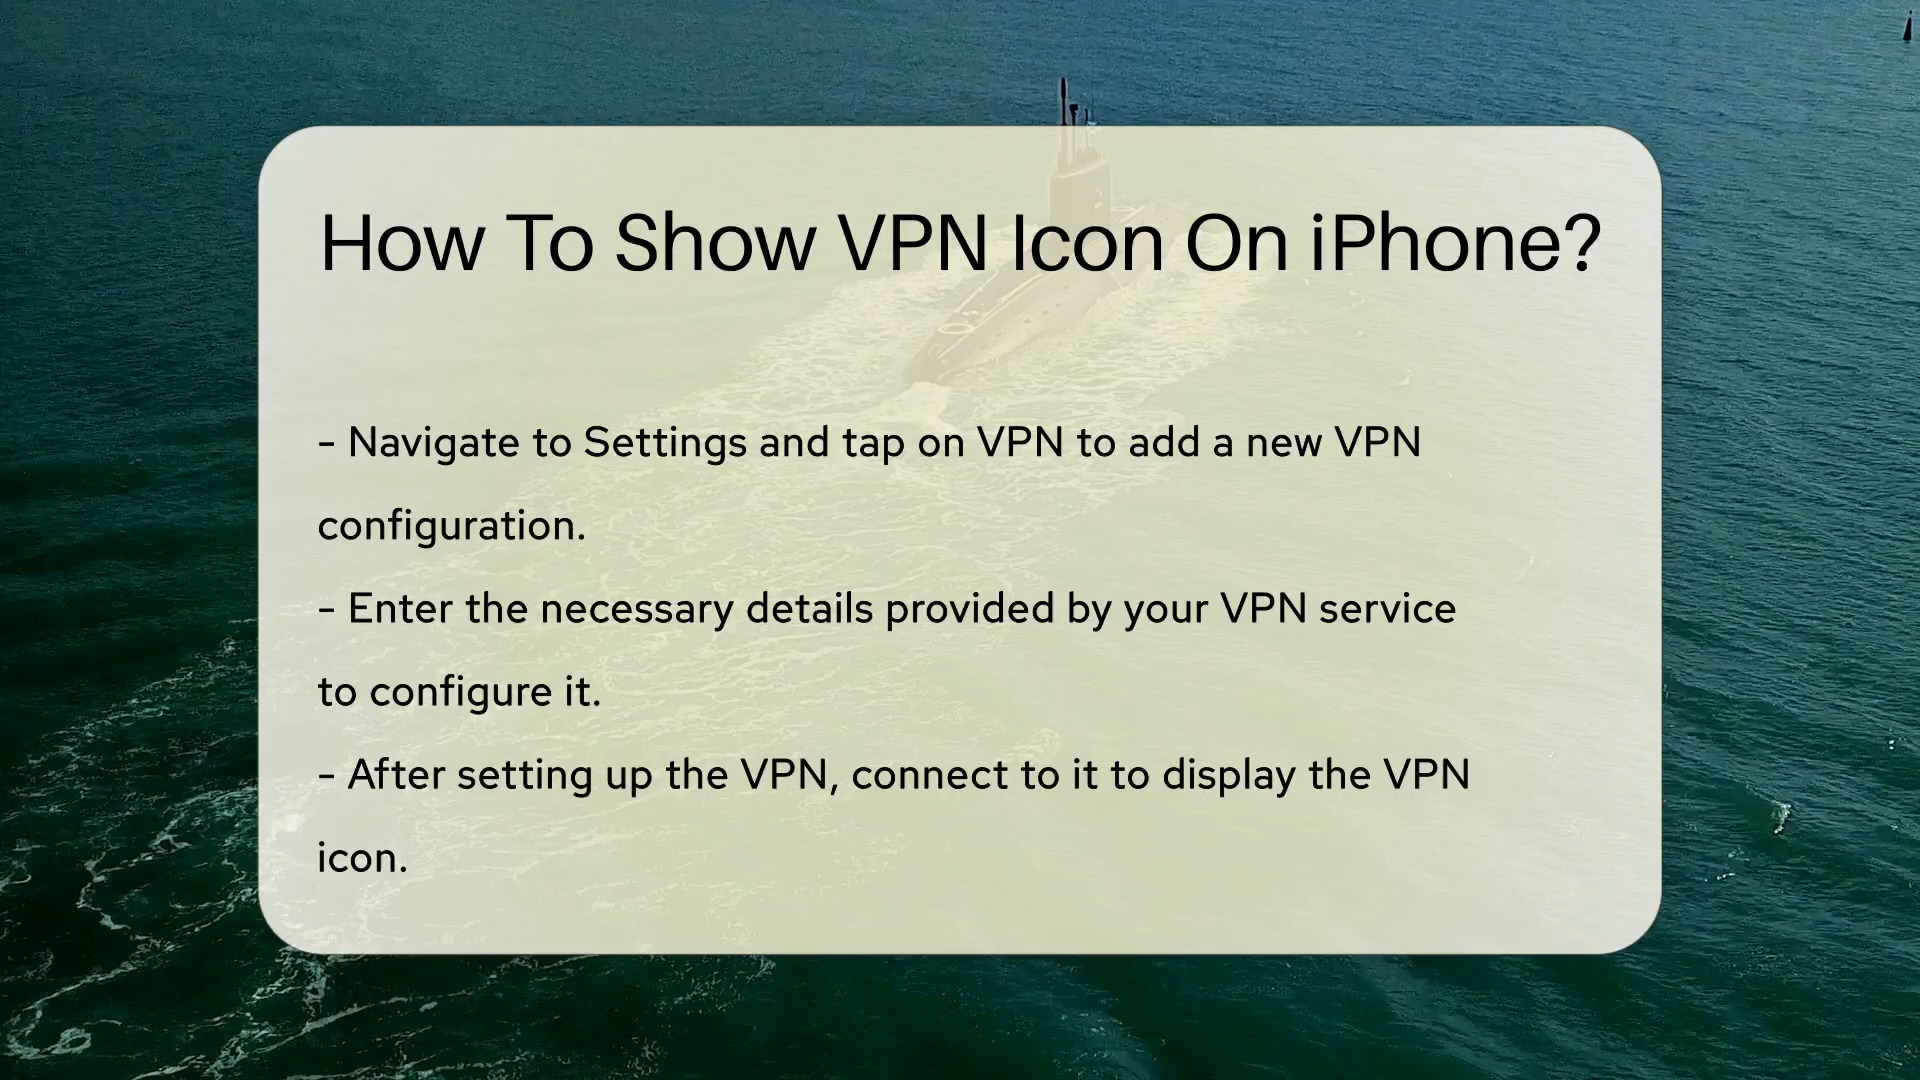 How To Show VPN Icon On iPhone?
- Navigate to Settings and tap on VPN to add a new VPN
configuration.
- Enter the necessary details provided by your VPN service
to configure it.
- After setting up the VPN, connect to it to display the VPN
icon.